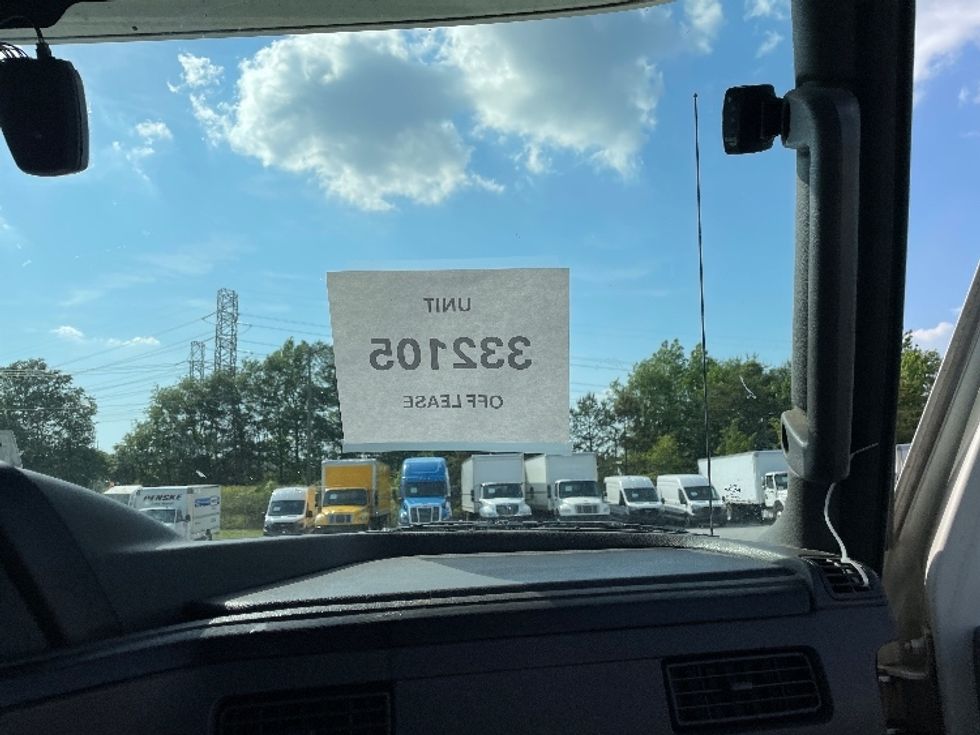 UNIT
332105
OFF LEASE
PENSKE